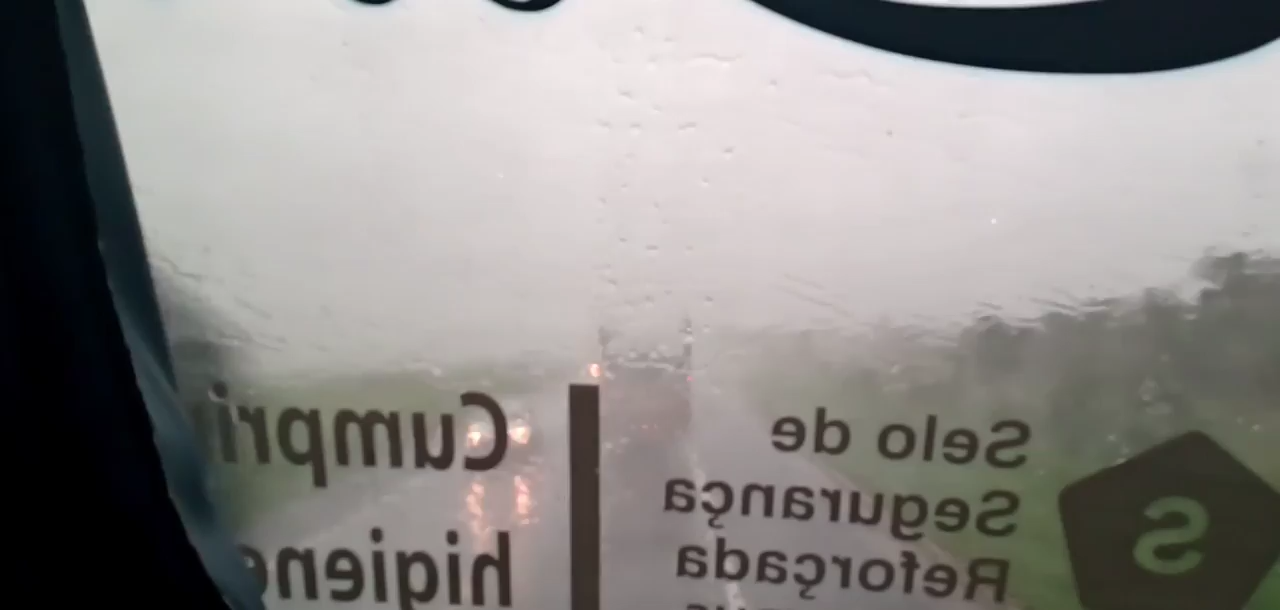 Selo de
Segurança
Reforçada
S
Cumpri
higiene